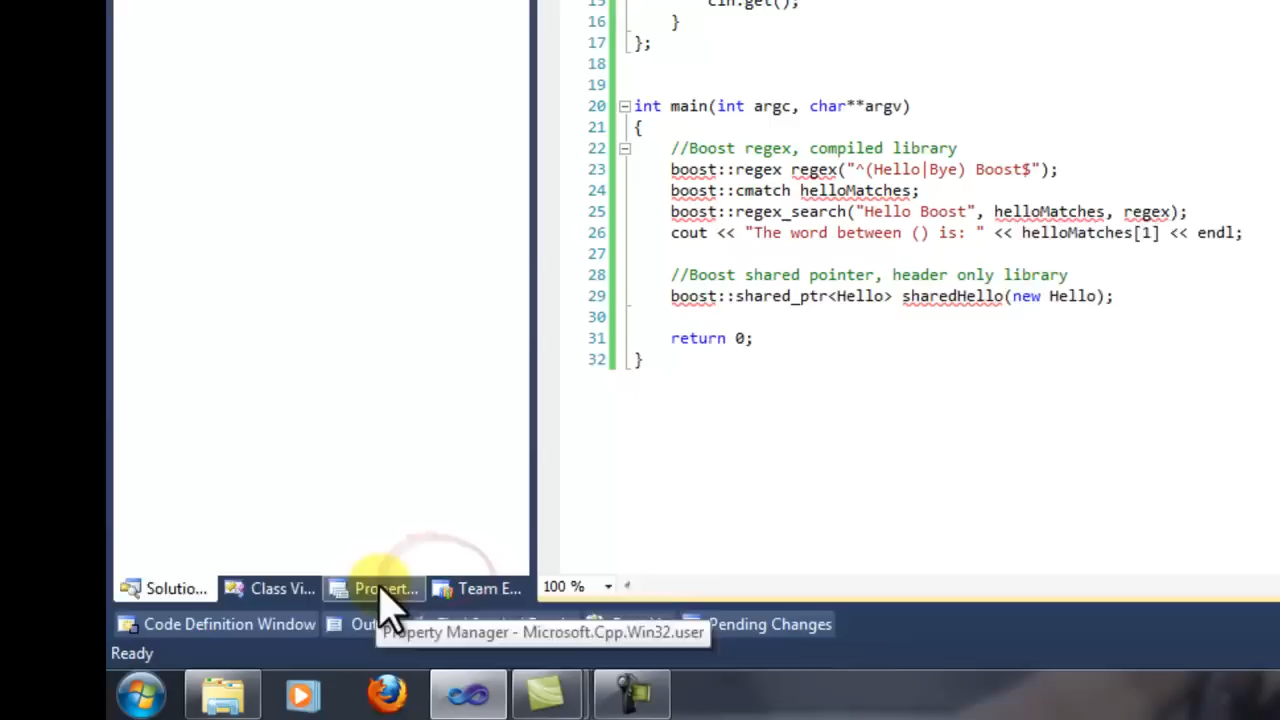 15 cin.get();
16 }
17 };
18
19
20 int main(int argc, char**argv)
21 {
22 //Boost regex, compiled library
23 boost::regex regex("^(Hello|Bye) Boost$");
24 boost::cmatch helloMatches;
25 boost::regex_search("Hello Boost", helloMatches, regex);
26 cout << "The word between () is: " << helloMatches[1] << endl;
27
28 //Boost shared pointer, header only library
29 boost::shared_ptr<Hello> sharedHello(new Hello);
30
31 return 0;
32 }
Solutio... Class Vi... Propert... Team E... 100 %
Code Definition Window Out Pending Changes
Property Manager - Microsoft.Cpp.Win32.user
Ready